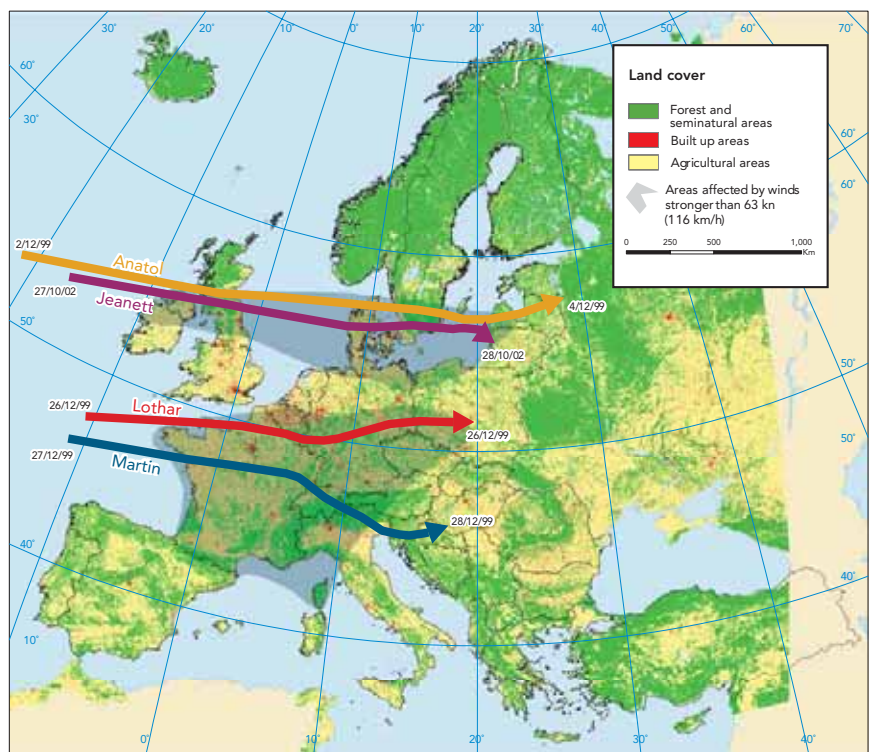 30˚
20˚
10˚
0˚
10˚
20˚
30˚
40˚
50˚
60˚
70˚
60˚
30˚
Land cover
Forest and
seminatural areas
Built up areas
Agricultural areas
Areas affected by winds
stronger than 63 kn
(116 km/h)
0 250 500 1,000
Km
60˚
60˚
2/12/99
Anatol
27/10/02
Jeanett
4/12/99
50˚
28/10/02
50˚
26/12/99
Lothar
26/12/99
50˚
27/12/99
Martin
28/12/99
40˚
40˚
10˚
0˚
10˚
20˚
30˚
40˚